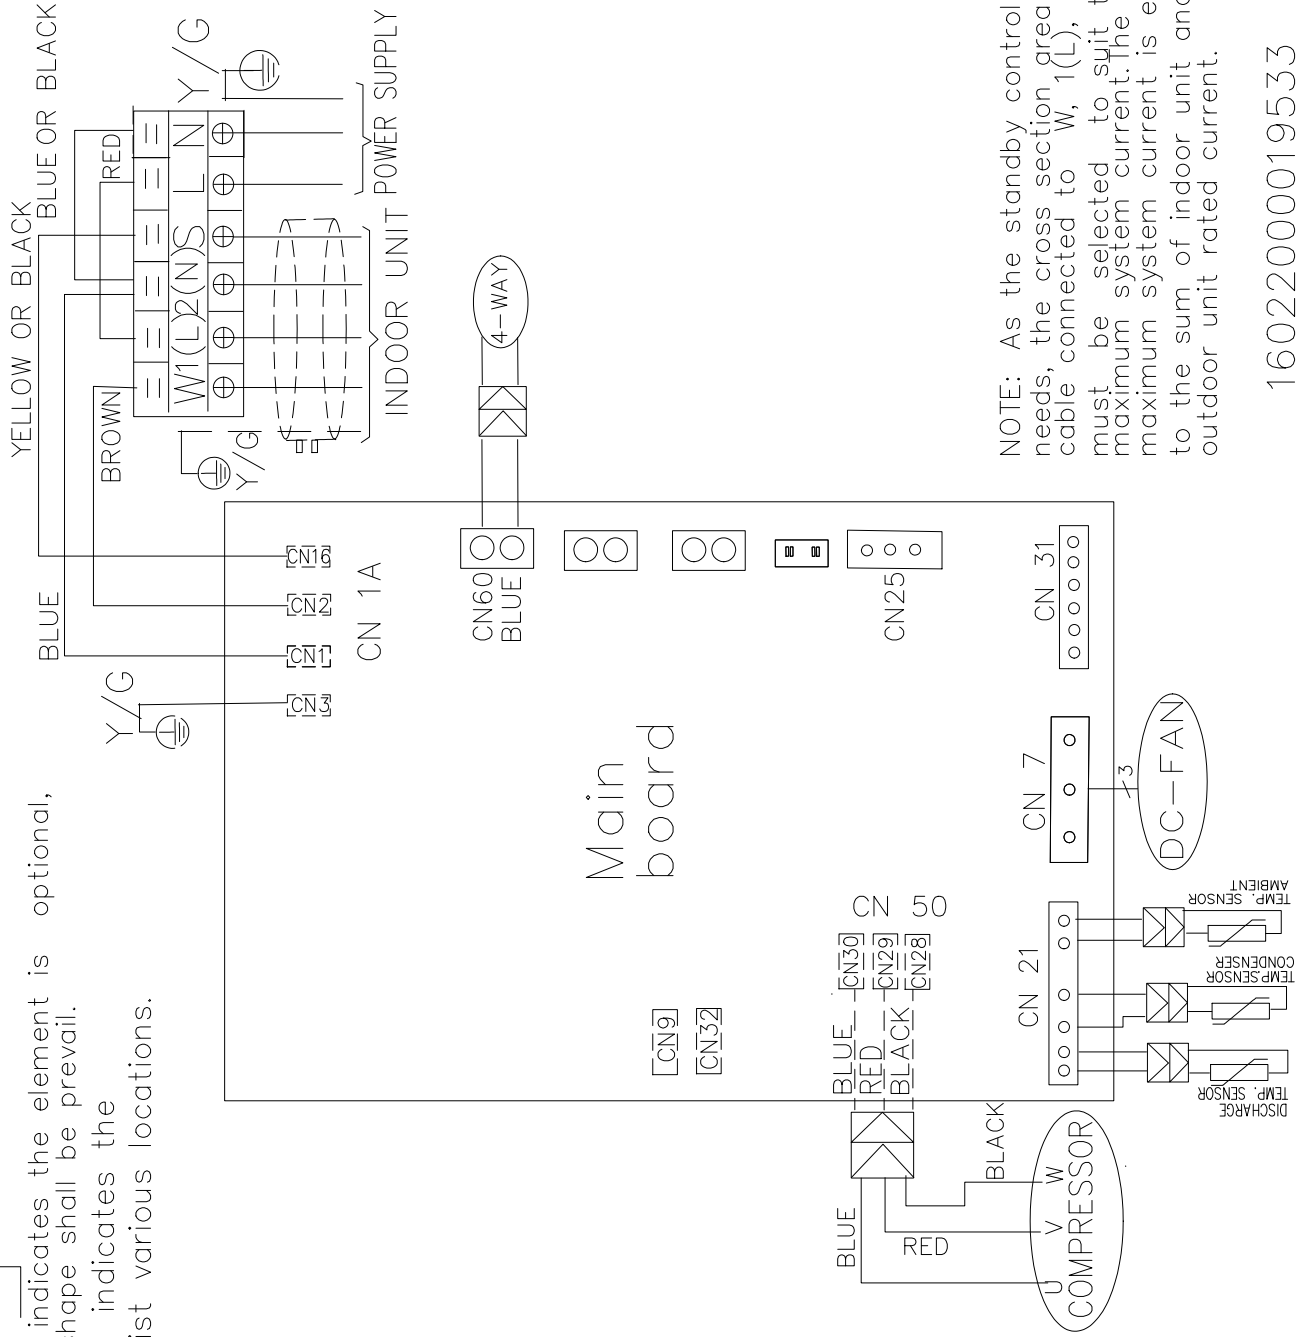 indicates the element is optional,
shall be prevail.
indicates the
various locations.
YELLOW OR BLACK
BLUE OR BLACK
RED
BROWN
BLUE
Y/G
Y/G
Y/G
W 1(L) 2(N) S L N
POWER SUPPLY
INDOOR UNIT
4-WAY
CN16
CN2
CN1
CN3
CN 1A
CN60
BLUE
CN25
CN 31
CN 7
3
DC-FAN
Main
board
CN9
CN32
CN 50
CN30
CN29
CN28
BLUE
RED
BLACK
BLUE
RED
BLACK
U V W
COMPRESSOR
CN 21
TEMP. SENSOR
AMBIENT
TEMP.SENSOR
CONDENSER
DISCHARGE
TEMP. SENSOR
NOTE: As the standby control
needs, the cross section area
cable connected to W, 1(L),
must be selected to suit
maximum system current. The
maximum system current is
to the sum of indoor unit and
outdoor unit rated current.
16022000019533